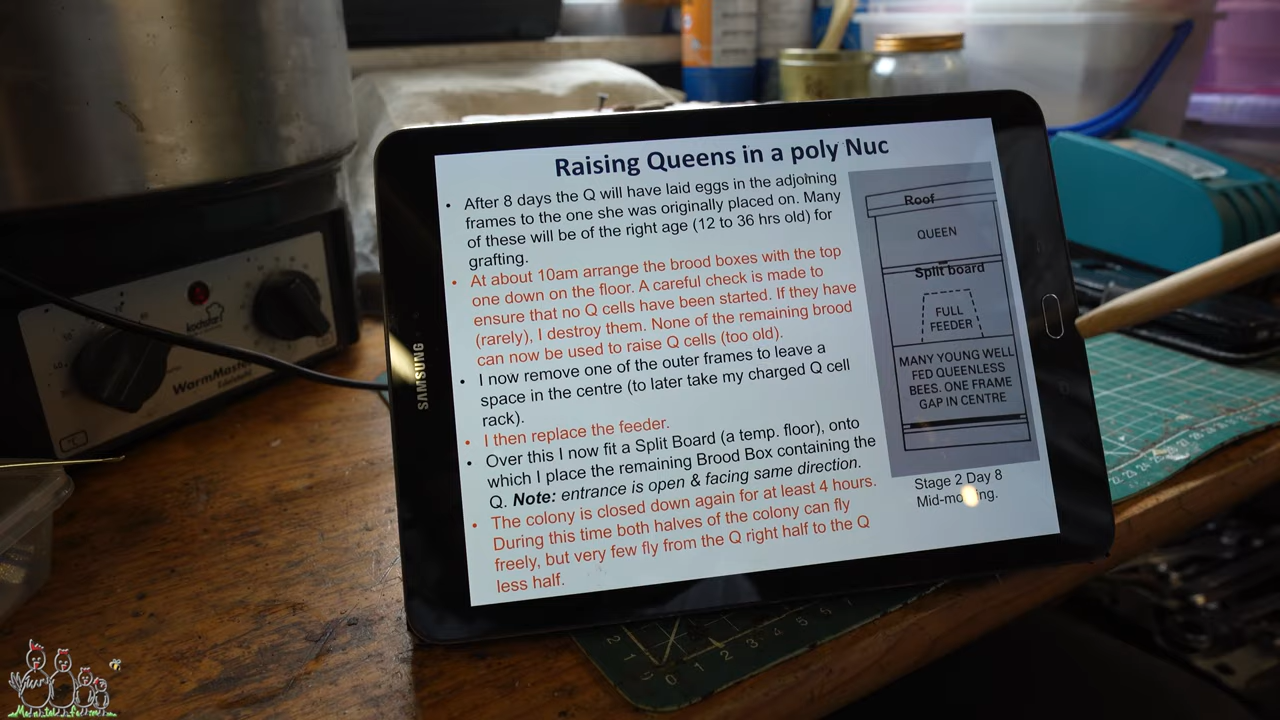 Raising Queens in a poly Nuc
• After 8 days the Q will have laid eggs in the adjoining
frames to the one she was originally placed on. Many
of these will be of the right age (12 to 36 hrs old) for
grafting.
• At about 10am arrange the brood boxes with the top
one down on the floor. A careful check is made to
ensure that no Q cells have been started. If they have
(rarely), I destroy them. None of the remaining brood
can now be used to raise Q cells (too old).
• I now remove one of the outer frames to leave a
space in the centre (to later take my charged Q cell
rack).
• I then replace the feeder.
• Over this I now fit a Split Board (a temp. floor), onto
which I place the remaining Brood Box containing the
Q. Note: entrance is open & facing same direction.
• The colony is closed down again for at least 4 hours.
During this time both halves of the colony can fly
freely, but very few fly from the Q right half to the Q
less half.
Roof
QUEEN
Split board
FULL
FEEDER
MANY YOUNG WELL
FED QUEENLESS
BEES. ONE FRAME
GAP IN CENTRE
Stage 2 Day 8
Mid-morning.
SAMSUNG
WarmMaster
Edelstahl
0 1 2 3 4 5